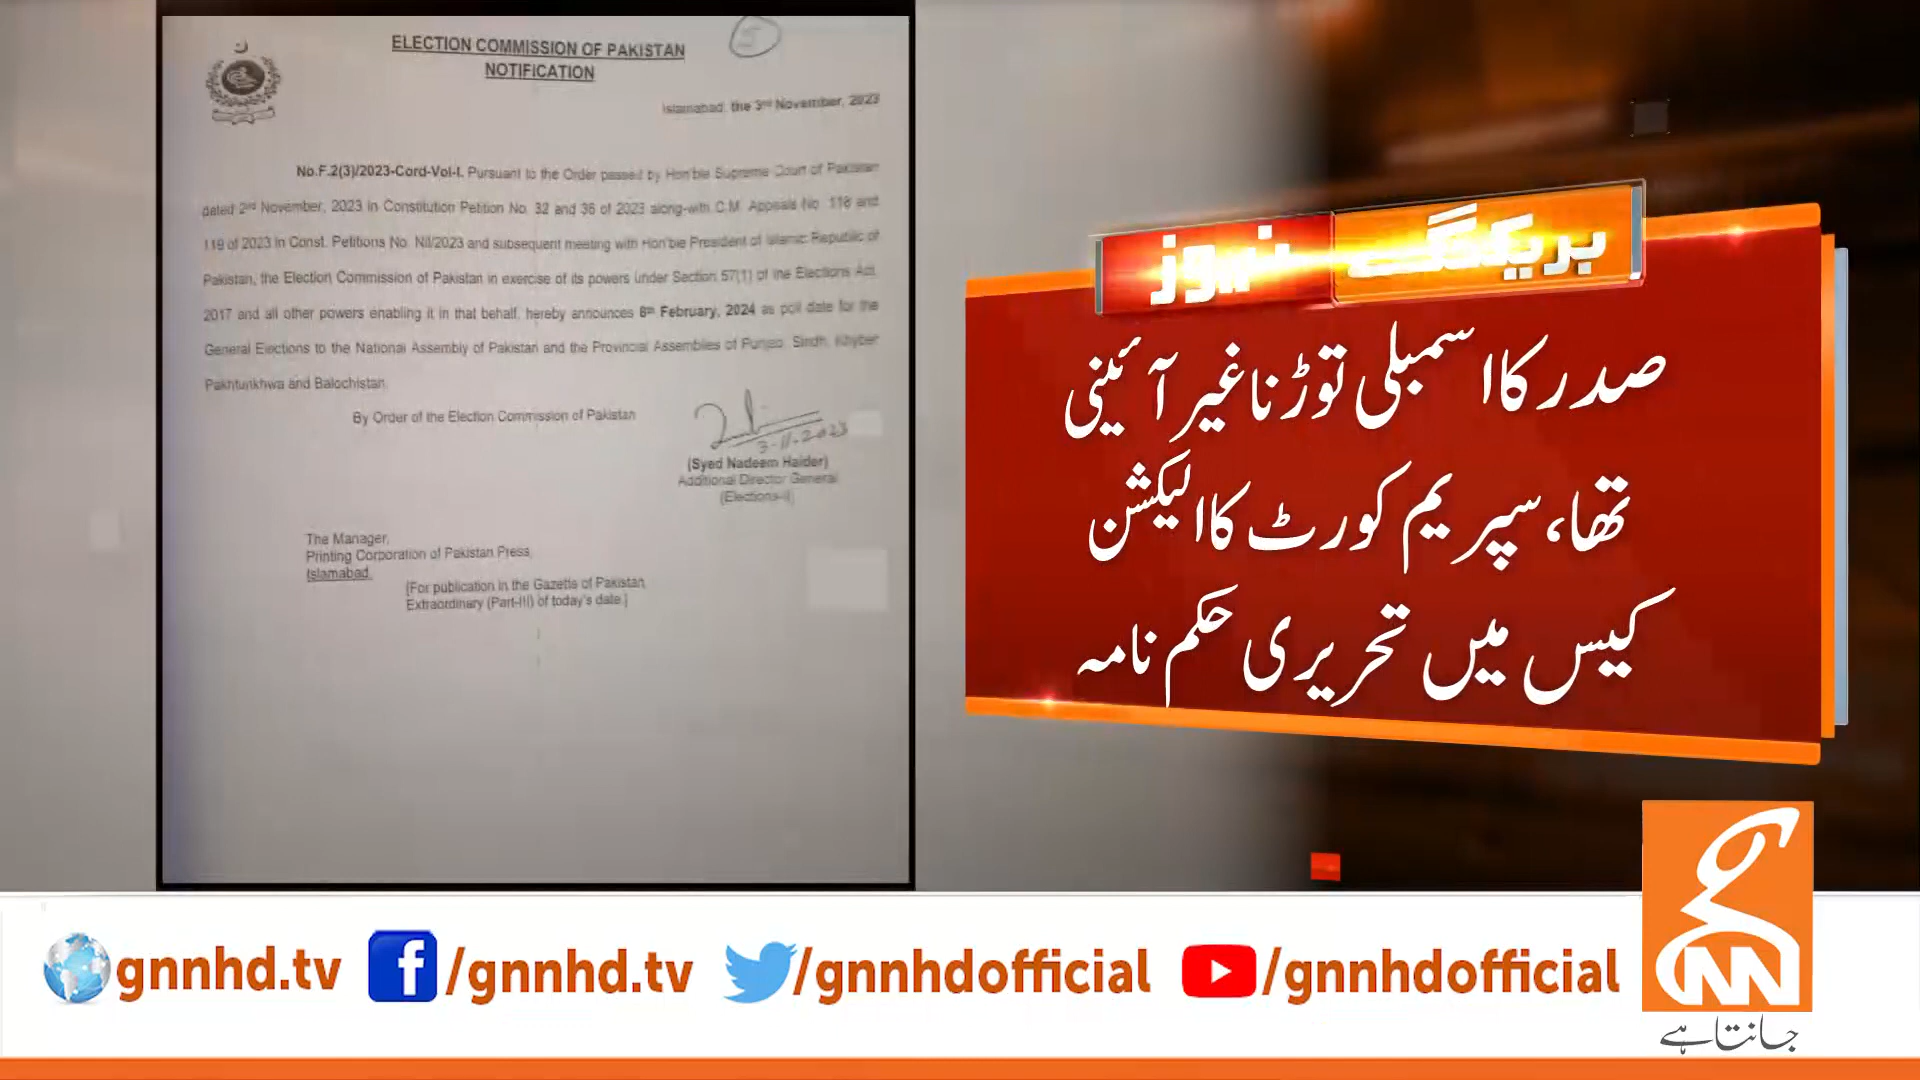 ELECTION COMMISSION OF PAKISTAN
NOTIFICATION
5
Islamabad, the 3rd November, 2023
No.F.2(3)/2023-Cord-Vol-I. Pursuant to the Order passed by Hon'ble Supreme Court of Pakistan
dated 2nd November, 2023 in Constitution Petition No. 32 and 36 of 2023 along-with C.M. Appeals No. 118 and
119 of 2023 in Const. Petitions No. Nil/2023 and subsequent meeting with Hon'ble President of Islamic Republic of
Pakistan, the Election Commission of Pakistan in exercise of its powers under Section 57(1) of the Elections Act,
2017 and all other powers enabling it in that behalf, hereby announces 8th February, 2024 as poll date for the
General Elections to the National Assembly of Pakistan and the Provincial Assemblies of Punjab, Sindh, Khyber
Pakhtunkhwa and Balochistan.
By Order of the Election Commission of Pakistan
3-11-2023
(Syed Nadeem Haider)
Additional Director General
(Elections-II)
The Manager,
Printing Corporation of Pakistan Press,
Islamabad.
(For publication in the Gazette of Pakistan
Extraordinary (Part-III) of today's date.)
بریکنگ نیوز
صدر کا اسمبلی توڑنا غیر آئینی
تھا، سپریم کورٹ کا الیکشن
کیس میں تحریری حکم نامہ
gnnhd.tv /gnnhd.tv /gnnhdofficial /gnnhdofficial
GNN
جانتا ہے